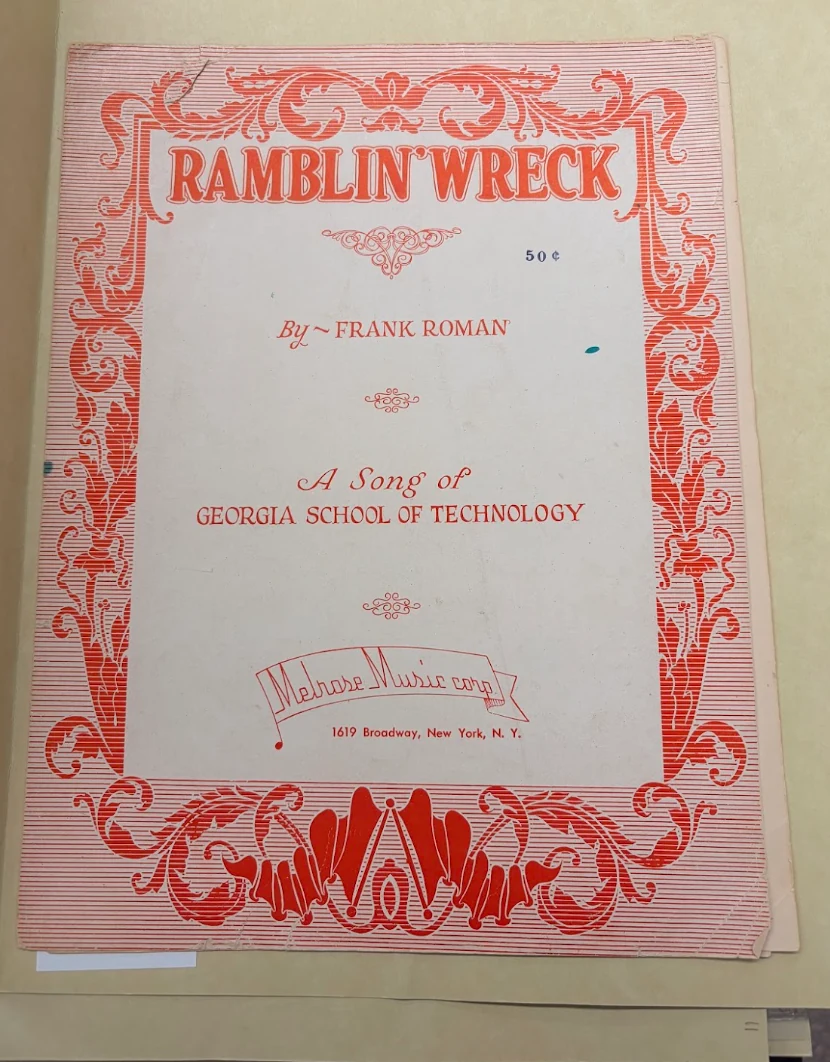 RAMBLIN' WRECK
50 ¢
By ~ FRANK ROMAN
A Song of
GEORGIA SCHOOL OF TECHNOLOGY
Melrose Music corp.
1619 Broadway, New York, N. Y.